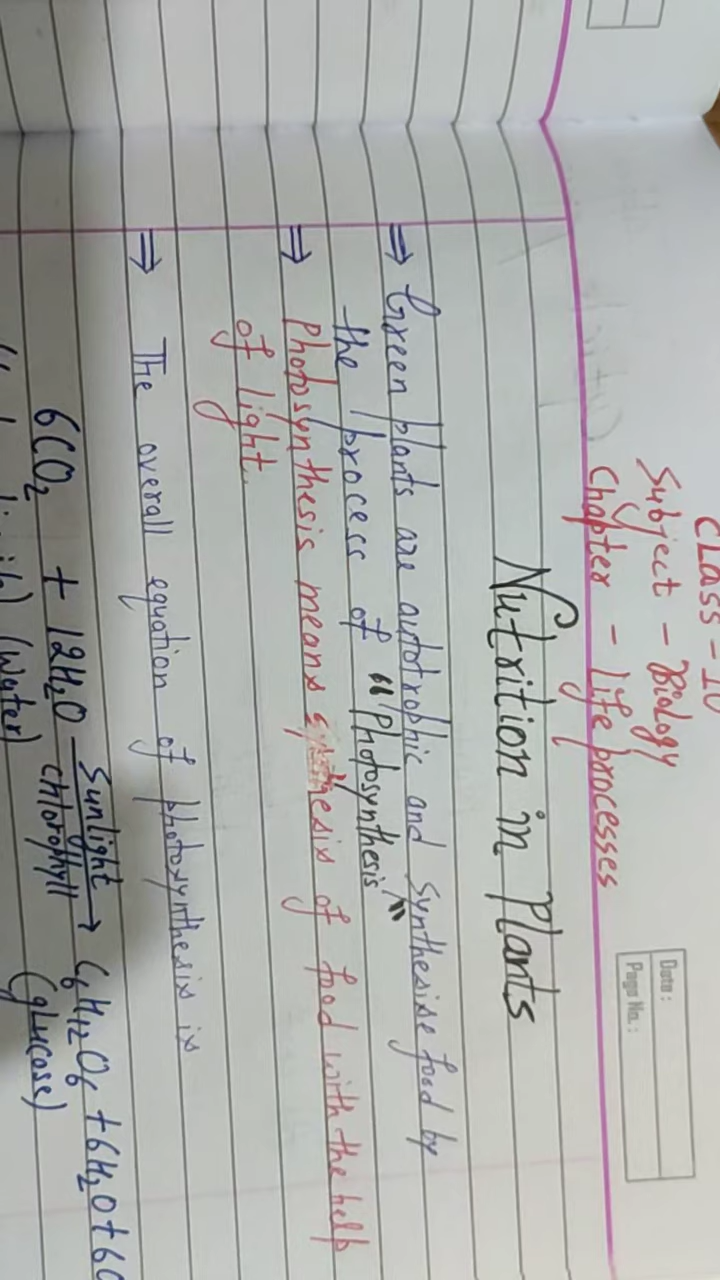 CLASS - 10
Subject - Biology
Chapter - Life processes
Date :
Page No. :
Nutrition in Plants
⇒ Green plants are autotrophic and synthesise food by
the process of "Photosynthesis"
⇒ Photosynthesis means synthesis of food with the help
of light.
⇒ The overall equation of photosynthesis is
6CO₂ + 12H₂O Sunlight → C₆H₁₂O₆ + 6H₂O + 6O
chlorophyll
(Water) (glucose)